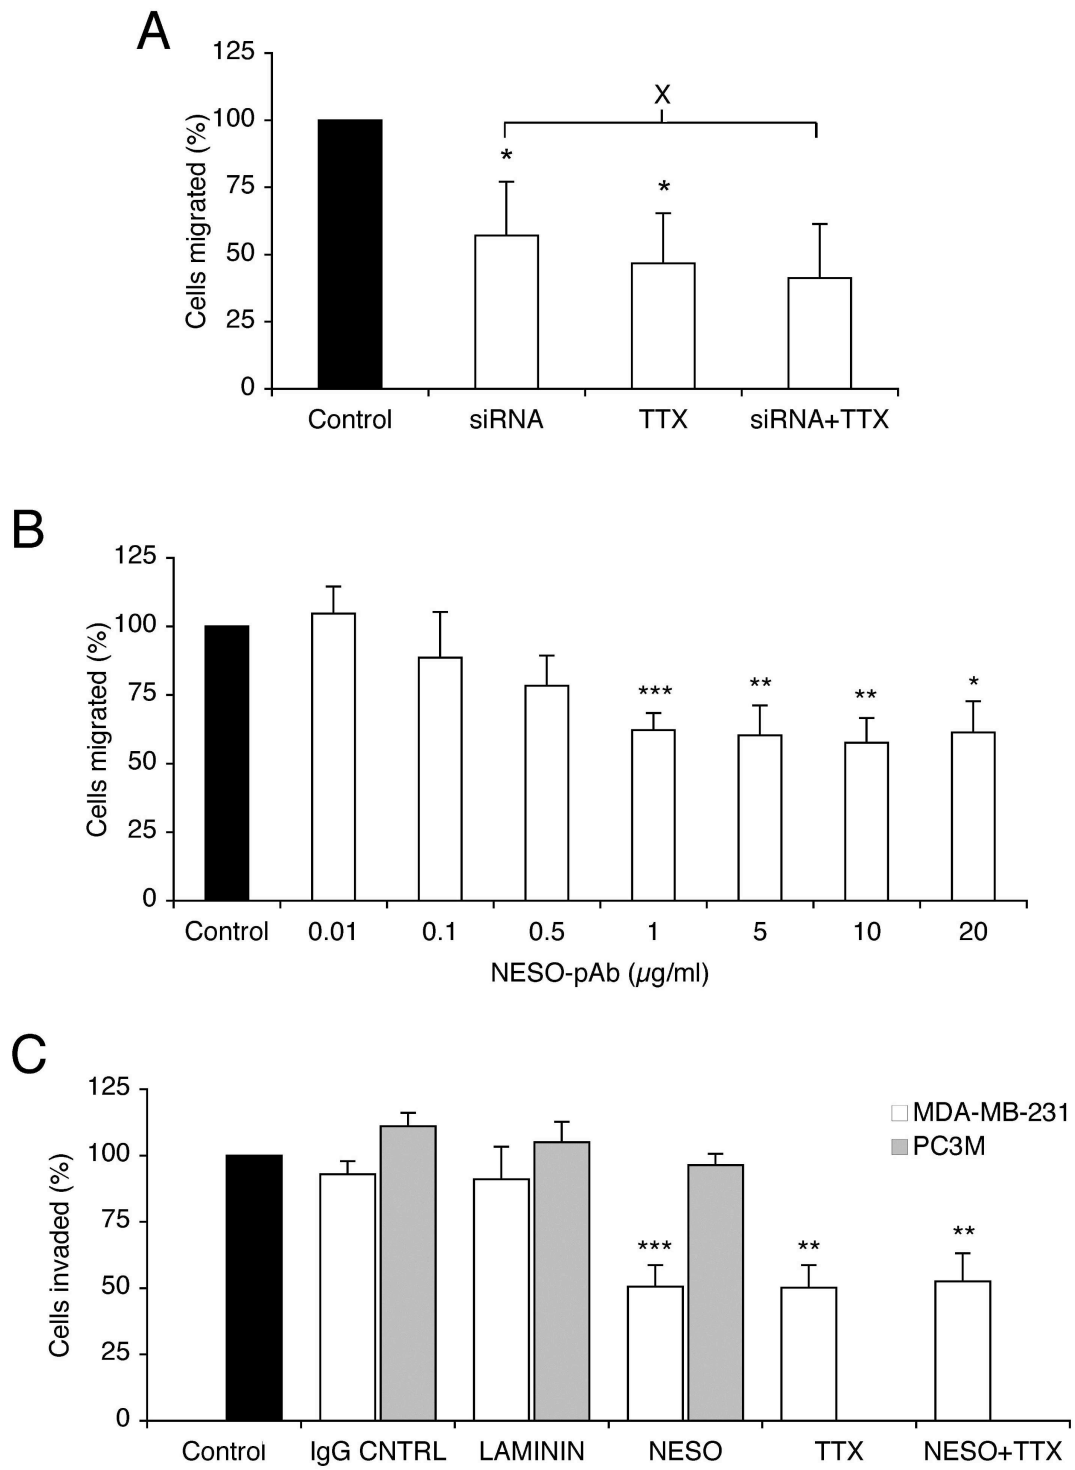 A
125
100
75
50
25
0
Cells migrated (%)
X
*
*
Control siRNA TTX siRNA+TTX
B
125
100
75
50
25
0
Cells migrated (%)
*** ** ** *
Control 0.01 0.1 0.5 1 5 10 20
NESO-pAb (µg/ml)
C
125
100
75
50
25
0
Cells invaded (%)
MDA-MB-231
PC3M
*** ** **
Control IgG CNTRL LAMININ NESO TTX NESO+TTX